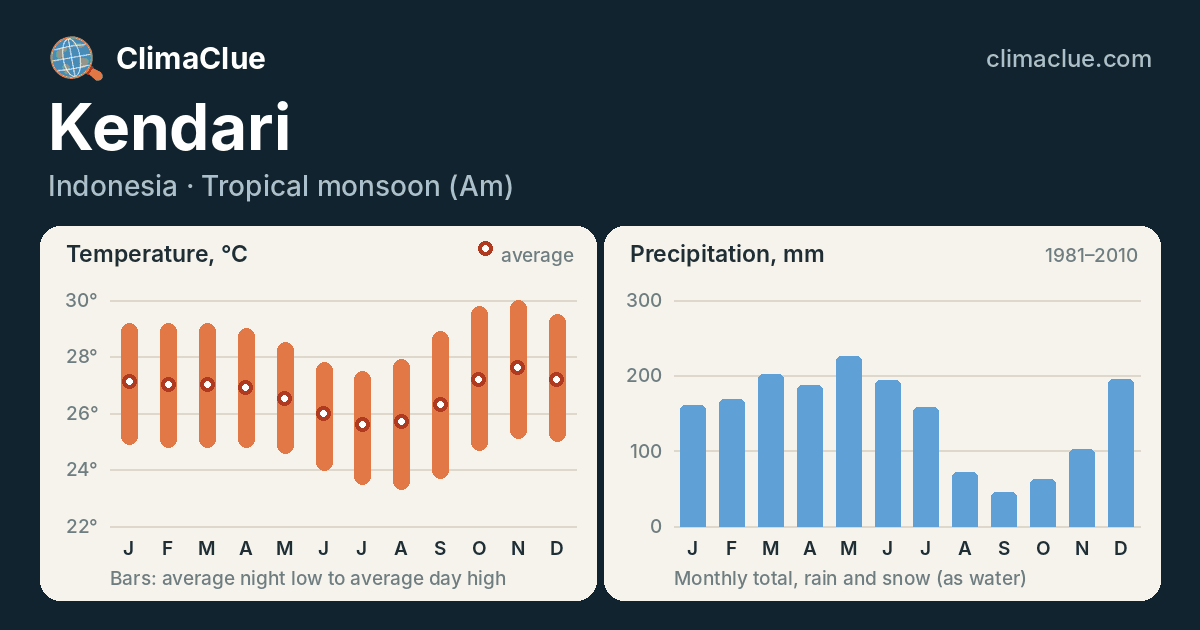 ClimaClue
climaclue.com
Kendari
Indonesia · Tropical monsoon (Am)
Temperature, °C
average
30°
28°
26°
24°
22°
J F M A M J J A S O N D
Bars: average night low to average day high
Precipitation, mm
1981–2010
300
200
100
0
J F M A M J J A S O N D
Monthly total, rain and snow (as water)